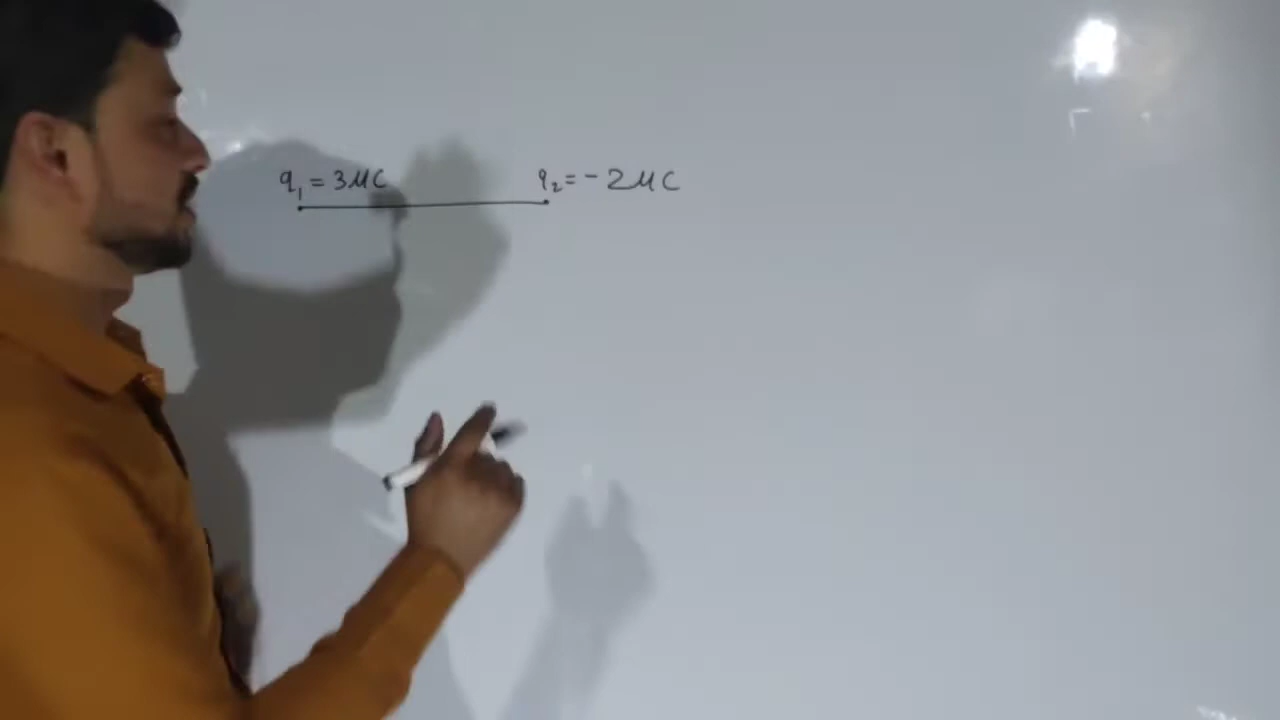 q₁ = 3μC q₂ = -2μC